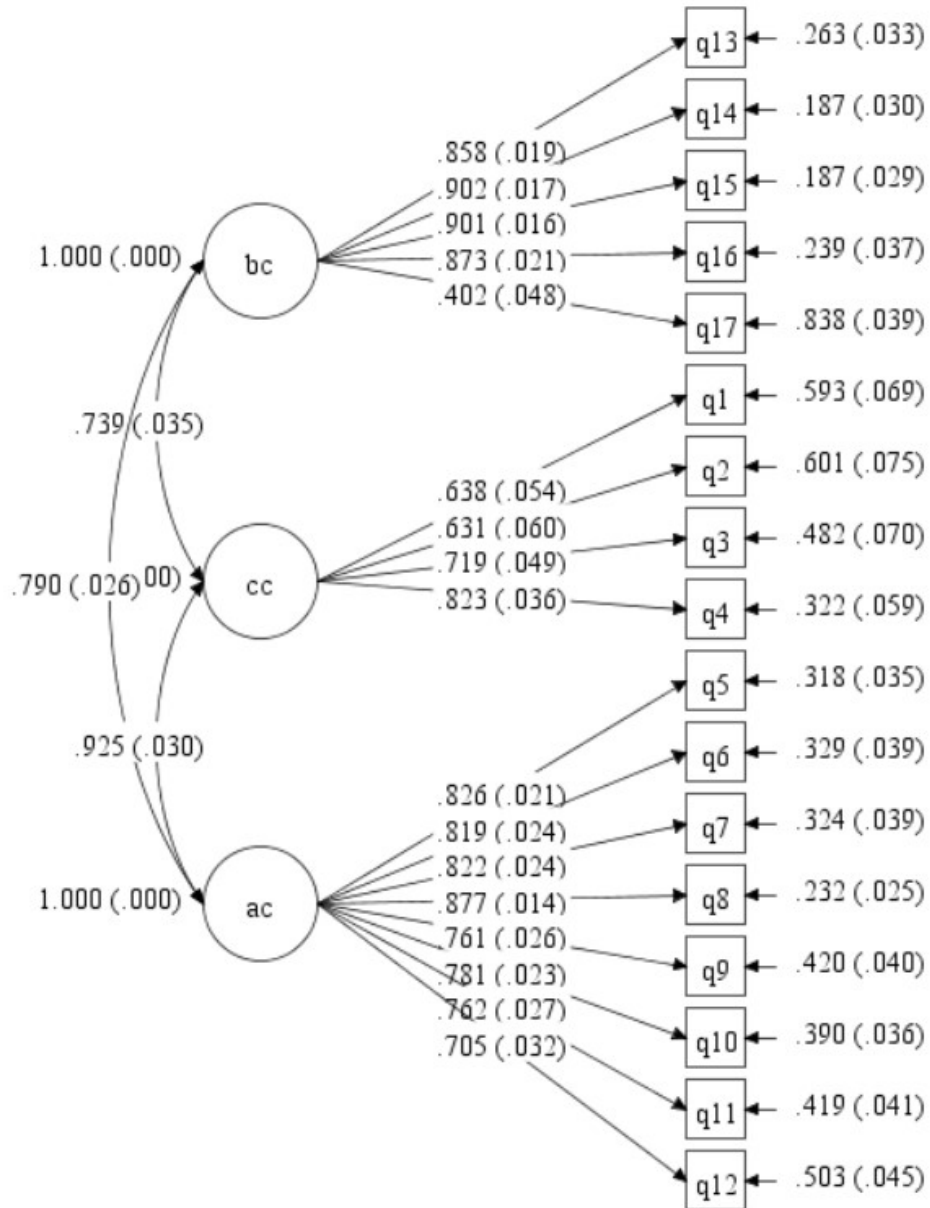 q13
.263 (.033)
q14
.187 (.030)
.858 (.019)
q15
.187 (.029)
.902 (.017)
.901 (.016)
1.000 (.000)
bc
.873 (.021)
q16
.239 (.037)
.402 (.048)
q17
.838 (.039)
q1
.593 (.069)
.739 (.035)
q2
.601 (.075)
.638 (.054)
.631 (.060)
q3
.482 (.070)
.719 (.049)
.790 (.026)
00)
cc
.823 (.036)
q4
.322 (.059)
q5
.318 (.035)
.925 (.030)
q6
.329 (.039)
.826 (.021)
.819 (.024)
q7
.324 (.039)
.822 (.024)
1.000 (.000)
ac
.877 (.014)
q8
.232 (.025)
.761 (.026)
q9
.420 (.040)
.781 (.023)
.762 (.027)
q10
.390 (.036)
.705 (.032)
q11
.419 (.041)
q12
.503 (.045)